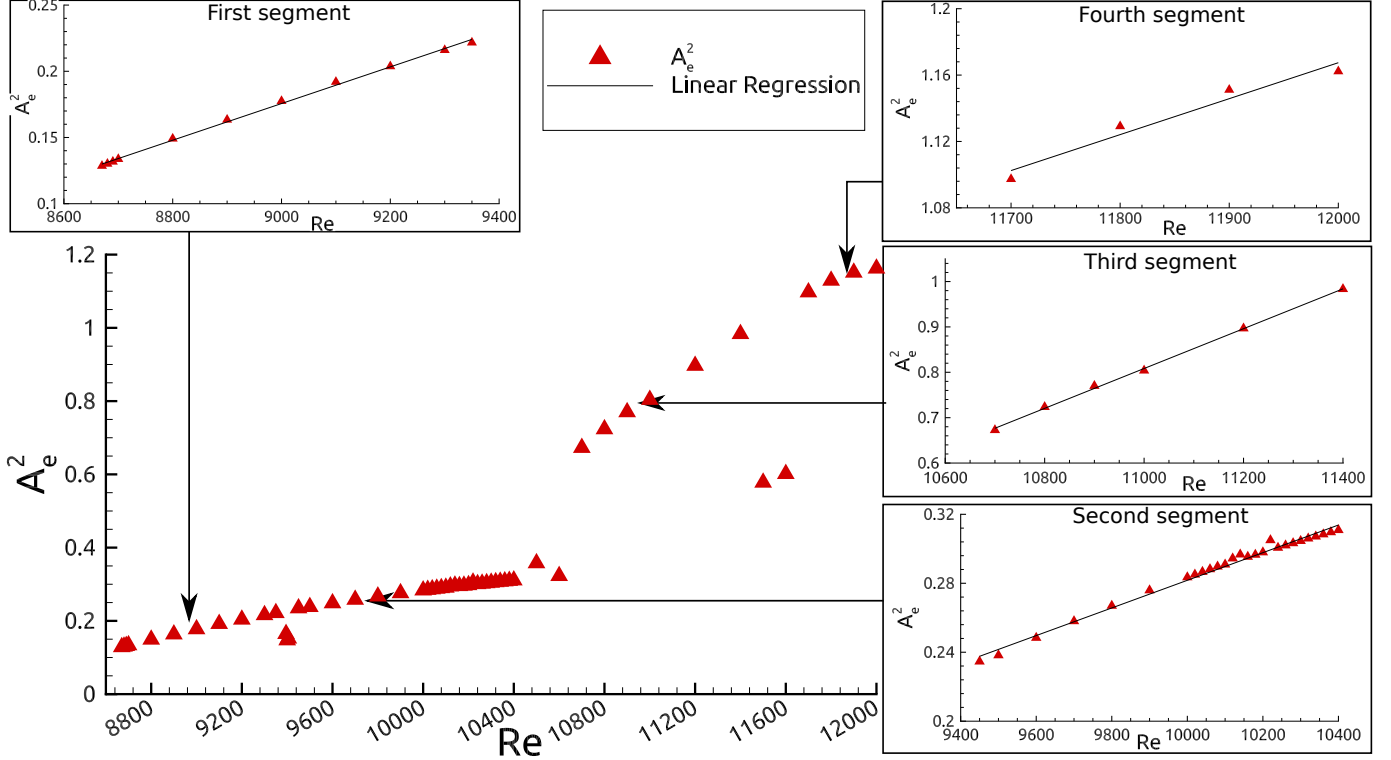 First segment
0.25
0.2
0.15
0.1
A_e^2
8600 8800 9000 9200 9400
Re
A_e^2
Linear Regression
Fourth segment
1.2
1.16
1.12
1.08
A_e^2
11700 11800 11900 12000
Re
Third segment
1
0.9
0.8
0.7
0.6
A_e^2
10600 10800 11000 11200 11400
Re
Second segment
0.32
0.28
0.24
0.2
A_e^2
9400 9600 9800 10000 10200 10400
Re
1.2
1
0.8
0.6
0.4
0.2
0
A_e^2
8800 9200 9600 10000 10400 10800 11200 11600 12000
Re